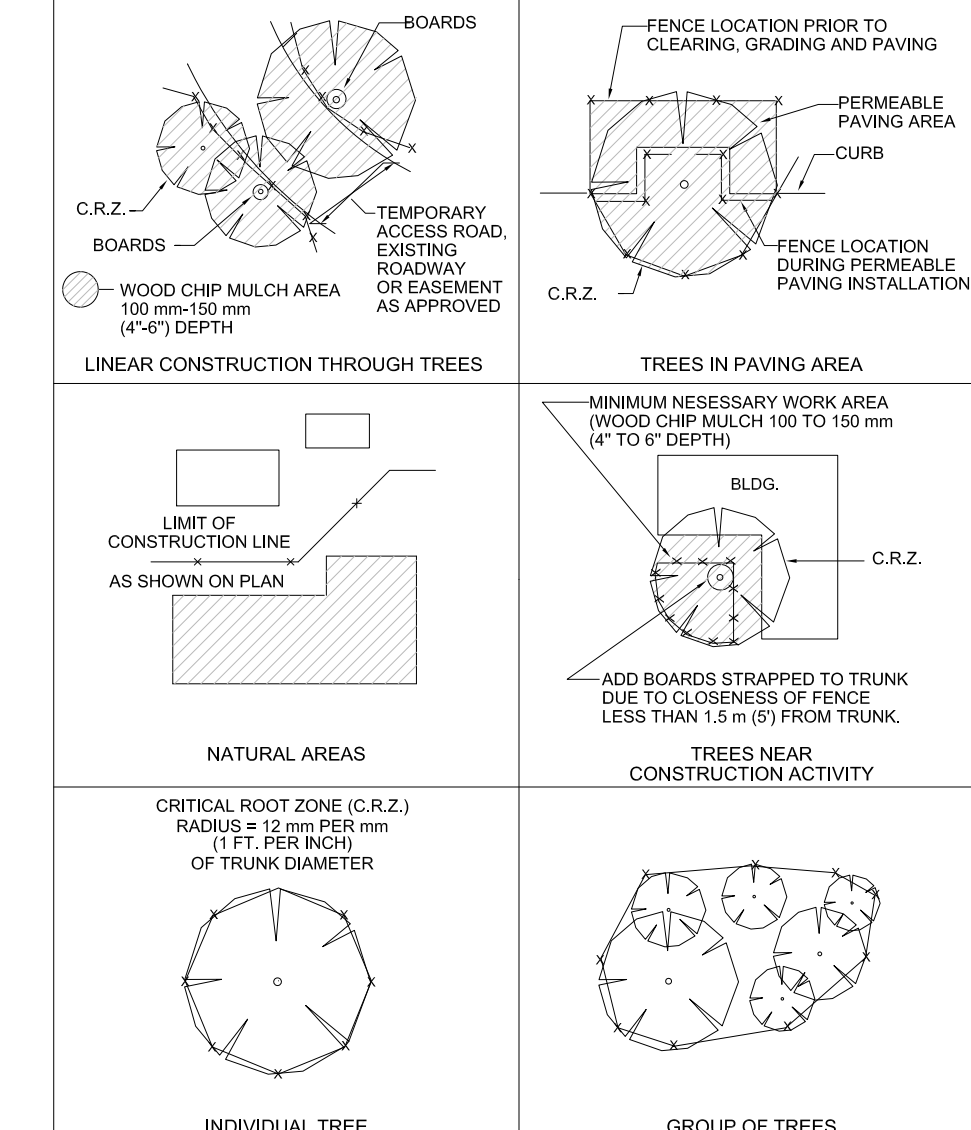 BOARDS
C.R.Z.
BOARDS
TEMPORARY
ACCESS ROAD,
EXISTING
ROADWAY
OR EASEMENT
AS APPROVED
WOOD CHIP MULCH AREA
100 mm-150 mm
(4"-6") DEPTH
LINEAR CONSTRUCTION THROUGH TREES
FENCE LOCATION PRIOR TO
CLEARING, GRADING AND PAVING
PERMEABLE
PAVING AREA
CURB
FENCE LOCATION
DURING PERMEABLE
PAVING INSTALLATION
C.R.Z.
TREES IN PAVING AREA
LIMIT OF
CONSTRUCTION LINE
AS SHOWN ON PLAN
NATURAL AREAS
MINIMUM NESESSARY WORK AREA
(WOOD CHIP MULCH 100 TO 150 mm
(4" TO 6" DEPTH)
BLDG.
C.R.Z.
ADD BOARDS STRAPPED TO TRUNK
DUE TO CLOSENESS OF FENCE
LESS THAN 1.5 m (5') FROM TRUNK.
TREES NEAR
CONSTRUCTION ACTIVITY
CRITICAL ROOT ZONE (C.R.Z.)
RADIUS = 12 mm PER mm
(1 FT. PER INCH)
OF TRUNK DIAMETER
INDIVIDUAL TREE
GROUP OF TREES